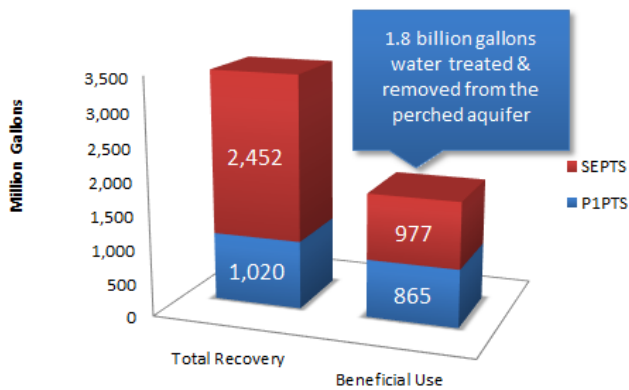 1.8 billion gallons
water treated &
removed from the
perched aquifer
Million Gallons
3,500
3,000
2,500
2,000
1,500
1,000
500
0
2,452
1,020
977
865
SEPTS
P1PTS
Total Recovery
Beneficial Use